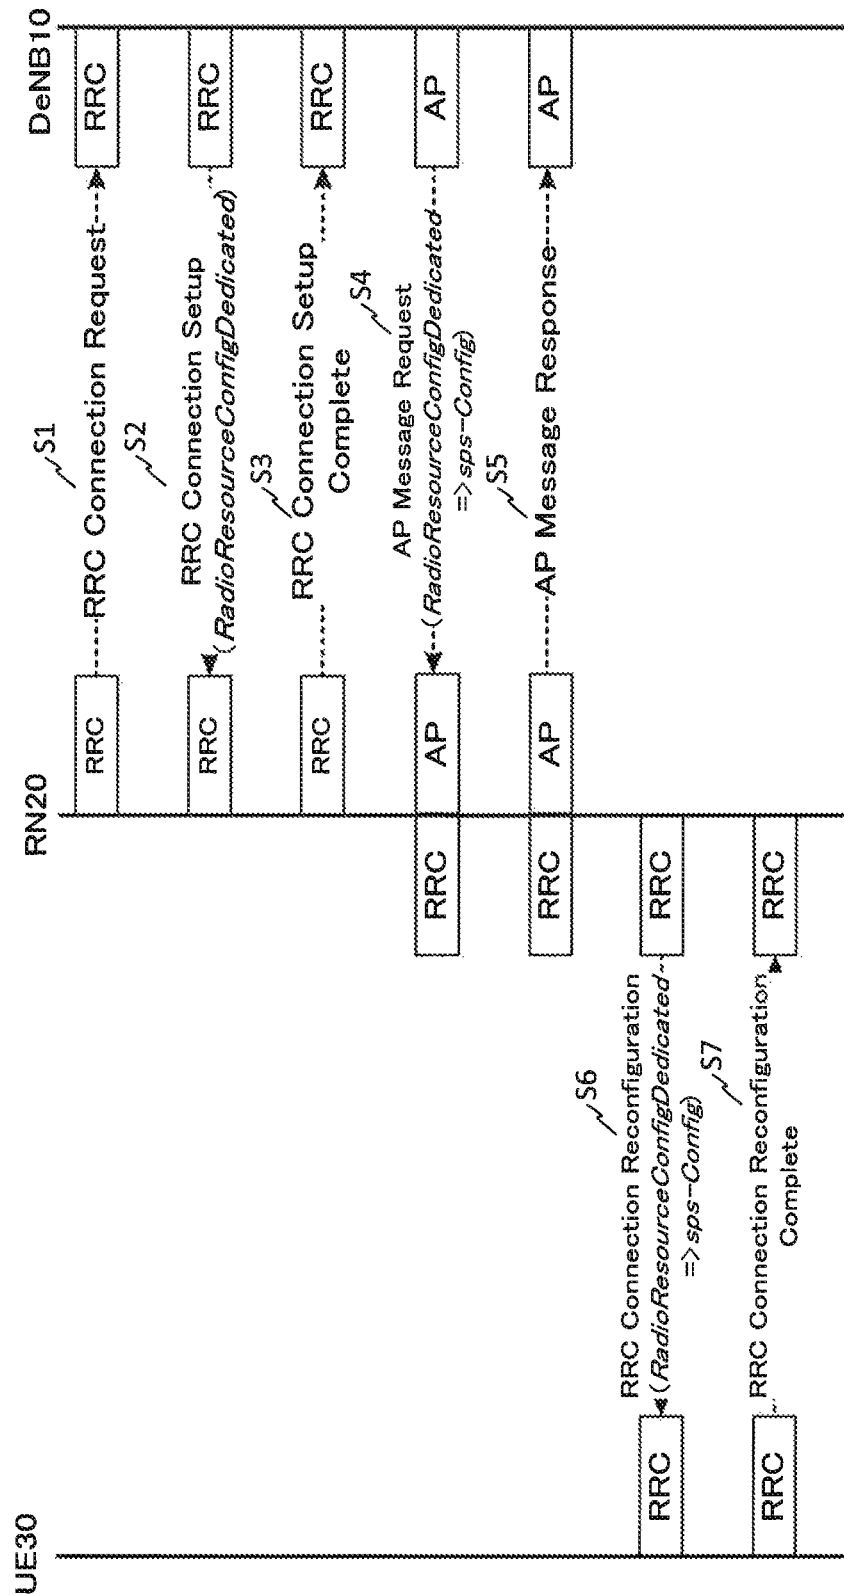 UE30
RN20
DeNB10
RRC
RRC Connection Request
S1
RRC
RRC
RRC Connection Setup
(RadioResourceConfigDedicated)
S2
RRC
RRC
RRC Connection Setup
Complete
S3
RRC
RRC
AP
AP Message Request
(RadioResourceConfigDedicated
=>sps-Config)
S4
AP
RRC
AP
AP Message Response
S5
AP
RRC
RRC Connection Reconfiguration
(RadioResourceConfigDedicated
=>sps-Config)
S6
RRC
RRC
RRC Connection Reconfiguration
Complete
S7
RRC